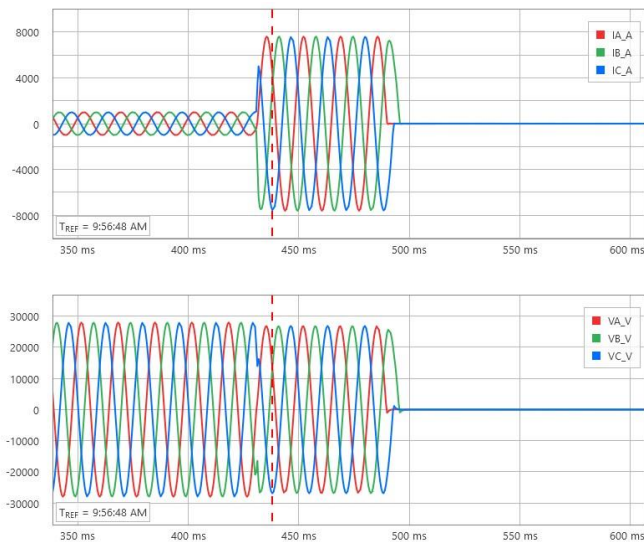 8000
4000
0
-4000
-8000
IA_A
IB_A
IC_A
TREF = 9:56:48 AM
350 ms 400 ms 450 ms 500 ms 550 ms 600 ms
30000
20000
10000
0
-10000
-20000
-30000
VA_V
VB_V
VC_V
TREF = 9:56:48 AM
350 ms 400 ms 450 ms 500 ms 550 ms 600 ms